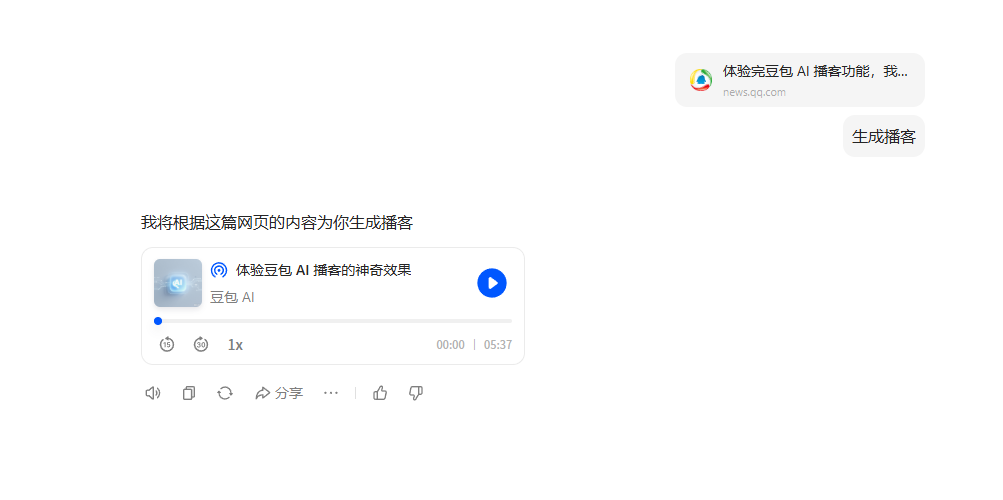 体验完豆包 AI 播客功能，我...
news.qq.com
生成播客
我将根据这篇网页的内容为你生成播客
体验豆包 AI 播客的神奇效果
豆包 AI
15
30
1x
00:00 | 05:37
分享